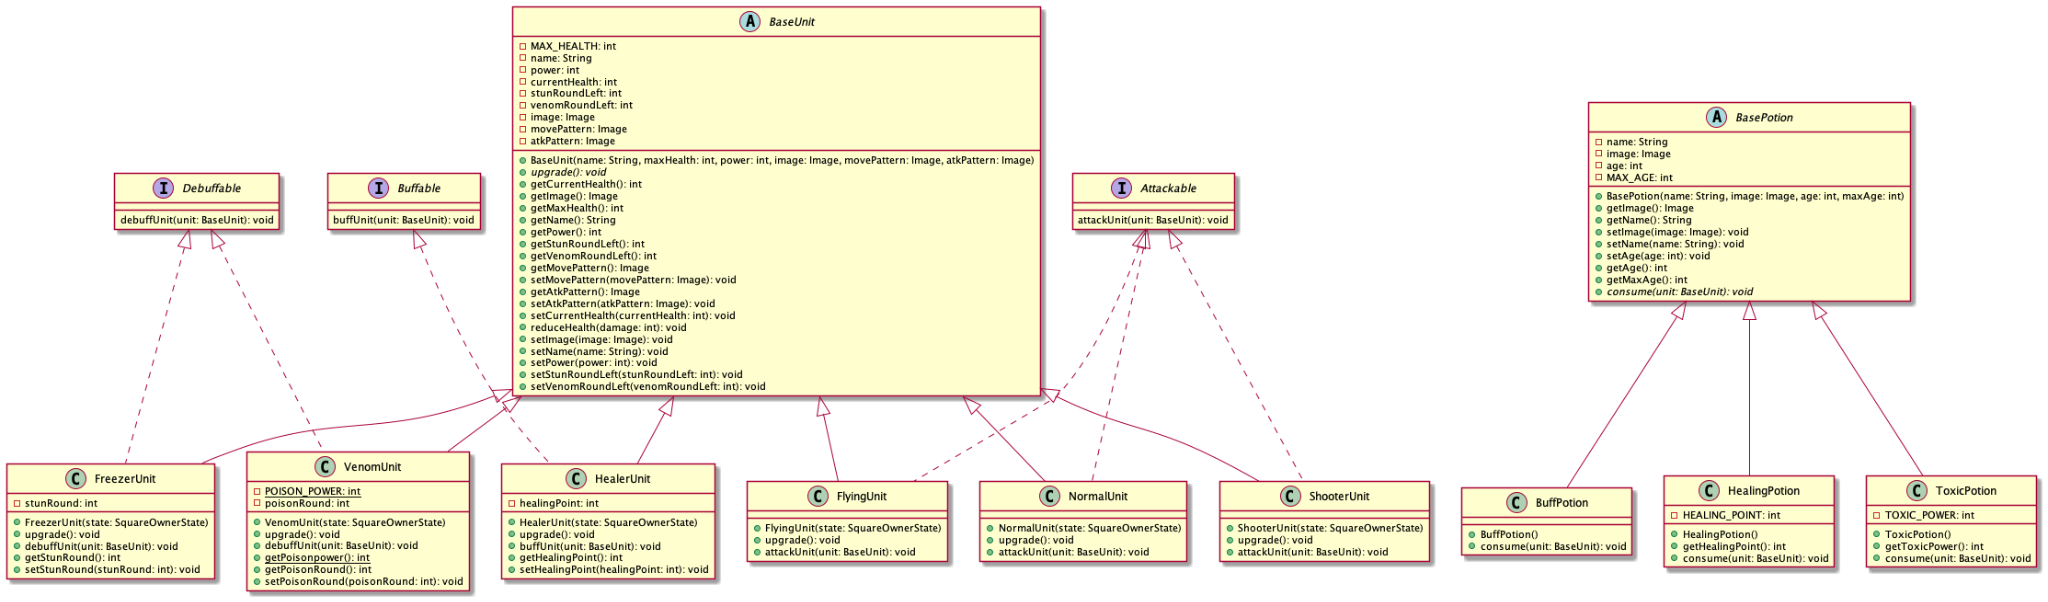 A BaseUnit
MAX_HEALTH: int
name: String
power: int
currentHealth: int
stunRoundLeft: int
venomRoundLeft: int
image: Image
movePattern: Image
atkPattern: Image
BaseUnit(name: String, maxHealth: int, power: int, image: Image, movePattern: Image, atkPattern: Image)
upgrade(): void
getCurrentHealth(): int
getImage(): Image
getMaxHealth(): int
getName(): String
getPower(): int
getStunRoundLeft(): int
getVenomRoundLeft(): int
getMovePattern(): Image
setMovePattern(movePattern: Image): void
getAtkPattern(): Image
setAtkPattern(atkPattern: Image): void
setCurrentHealth(currentHealth: int): void
reduceHealth(damage: int): void
setImage(image: Image): void
setName(name: String): void
setPower(power: int): void
setStunRoundLeft(stunRoundLeft: int): void
setVenomRoundLeft(venomRoundLeft: int): void
I Debuffable
debuffUnit(unit: BaseUnit): void
I Buffable
buffUnit(unit: BaseUnit): void
I Attackable
attackUnit(unit: BaseUnit): void
A BasePotion
name: String
image: Image
age: int
MAX_AGE: int
BasePotion(name: String, image: Image, age: int, maxAge: int)
getImage(): Image
getName(): String
setImage(image: Image): void
setName(name: String): void
setAge(age: int): void
getAge(): int
getMaxAge(): int
consume(unit: BaseUnit): void
C FreezerUnit
stunRound: int
FreezerUnit(state: SquareOwnerState)
upgrade(): void
debuffUnit(unit: BaseUnit): void
getStunRound(): int
setStunRound(stunRound: int): void
C VenomUnit
POISON_POWER: int
poisonRound: int
VenomUnit(state: SquareOwnerState)
upgrade(): void
debuffUnit(unit: BaseUnit): void
getPoisonpower(): int
getPoisonRound(): int
setPoisonRound(poisonRound: int): void
C HealerUnit
healingPoint: int
HealerUnit(state: SquareOwnerState)
upgrade(): void
buffUnit(unit: BaseUnit): void
getHealingPoint(): int
setHealingPoint(healingPoint: int): void
C FlyingUnit
FlyingUnit(state: SquareOwnerState)
upgrade(): void
attackUnit(unit: BaseUnit): void
C NormalUnit
NormalUnit(state: SquareOwnerState)
upgrade(): void
attackUnit(unit: BaseUnit): void
C ShooterUnit
ShooterUnit(state: SquareOwnerState)
upgrade(): void
attackUnit(unit: BaseUnit): void
C BuffPotion
BuffPotion()
consume(unit: BaseUnit): void
C HealingPotion
HEALING_POINT: int
HealingPotion()
getHealingPoint(): int
consume(unit: BaseUnit): void
C ToxicPotion
TOXIC_POWER: int
ToxicPotion()
getToxicPower(): int
consume(unit: BaseUnit): void